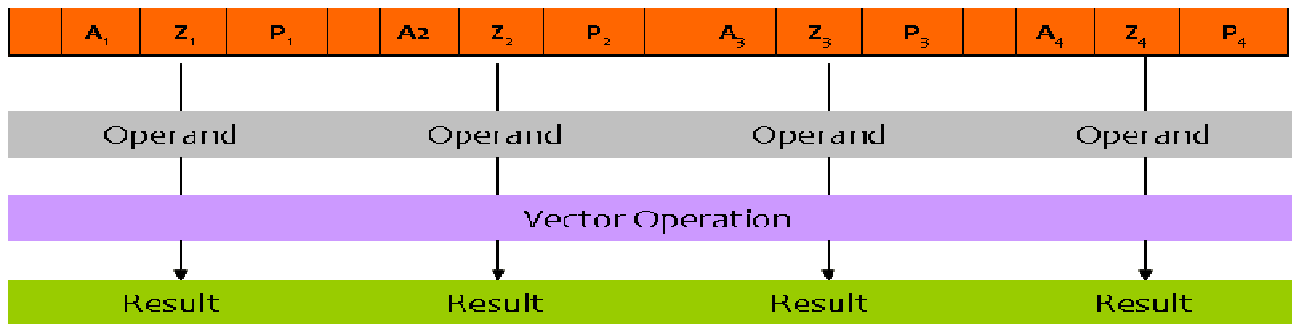 A₁ Z₁ P₁ A2 Z₂ P₂ A₃ Z₃ P₃ A₄ Z₄ P₄
Operand Operand Operand Operand
Vector Operation
Result Result Result Result